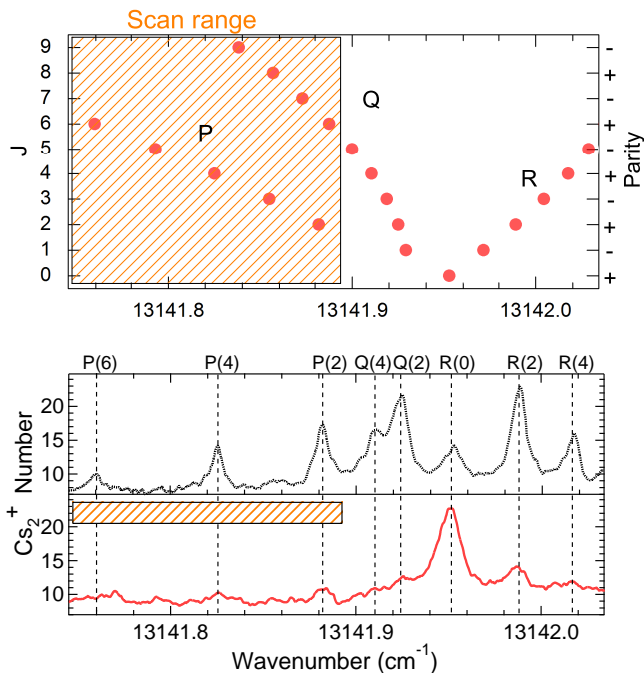 Scan range
9
8
7
6
5
4
3
2
1
0
J
P
Q
R
-
+
-
+
-
+
-
+
-
+
Parity
13141.8
13141.9
13142.0
P(6)
P(4)
P(2)
Q(4)
Q(2)
R(0)
R(2)
R(4)
20
15
10
20
15
10
Cs2+ Number
13141.8
13141.9
13142.0
Wavenumber (cm-1)